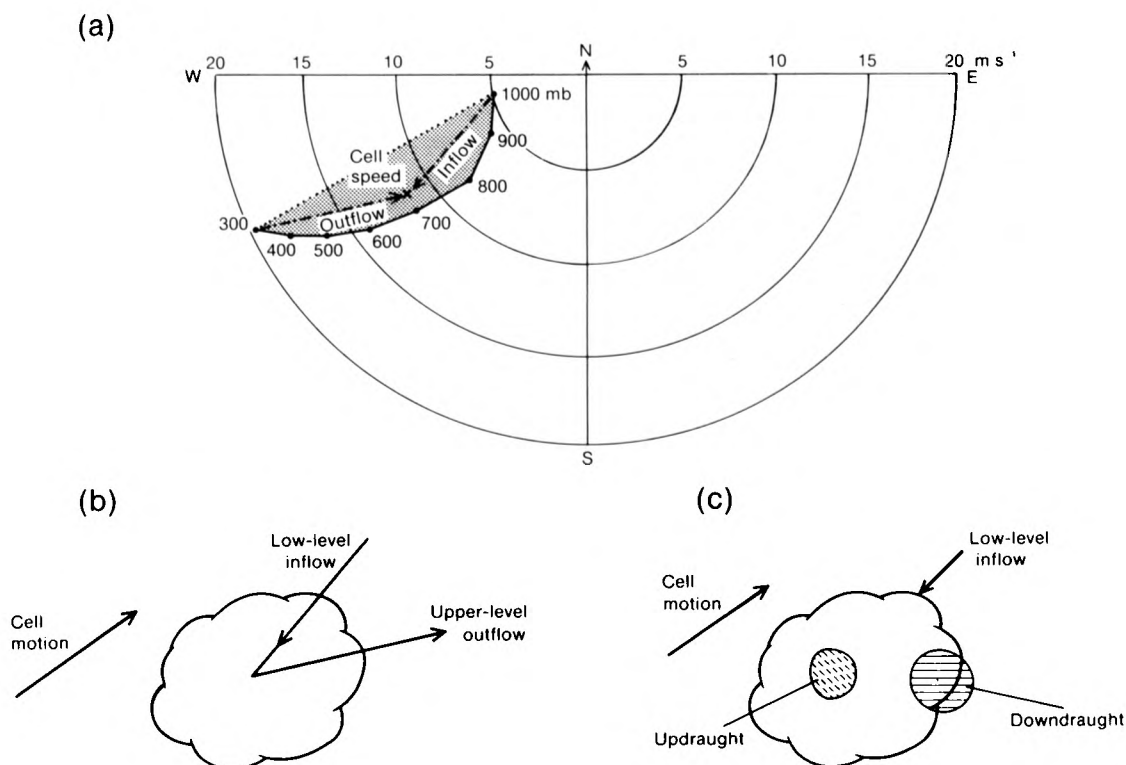 (a)
N
W 20 15 10 5 5 10 15 20 m s⁻¹ E
1000 mb
900
Cell
speed
Inflow
800
300
Outflow
700
600
400
500
S
(b)
(c)
Low-level
inflow
Cell
motion
Upper-level
outflow
Low-level
inflow
Cell
motion
Updraught
Downdraught